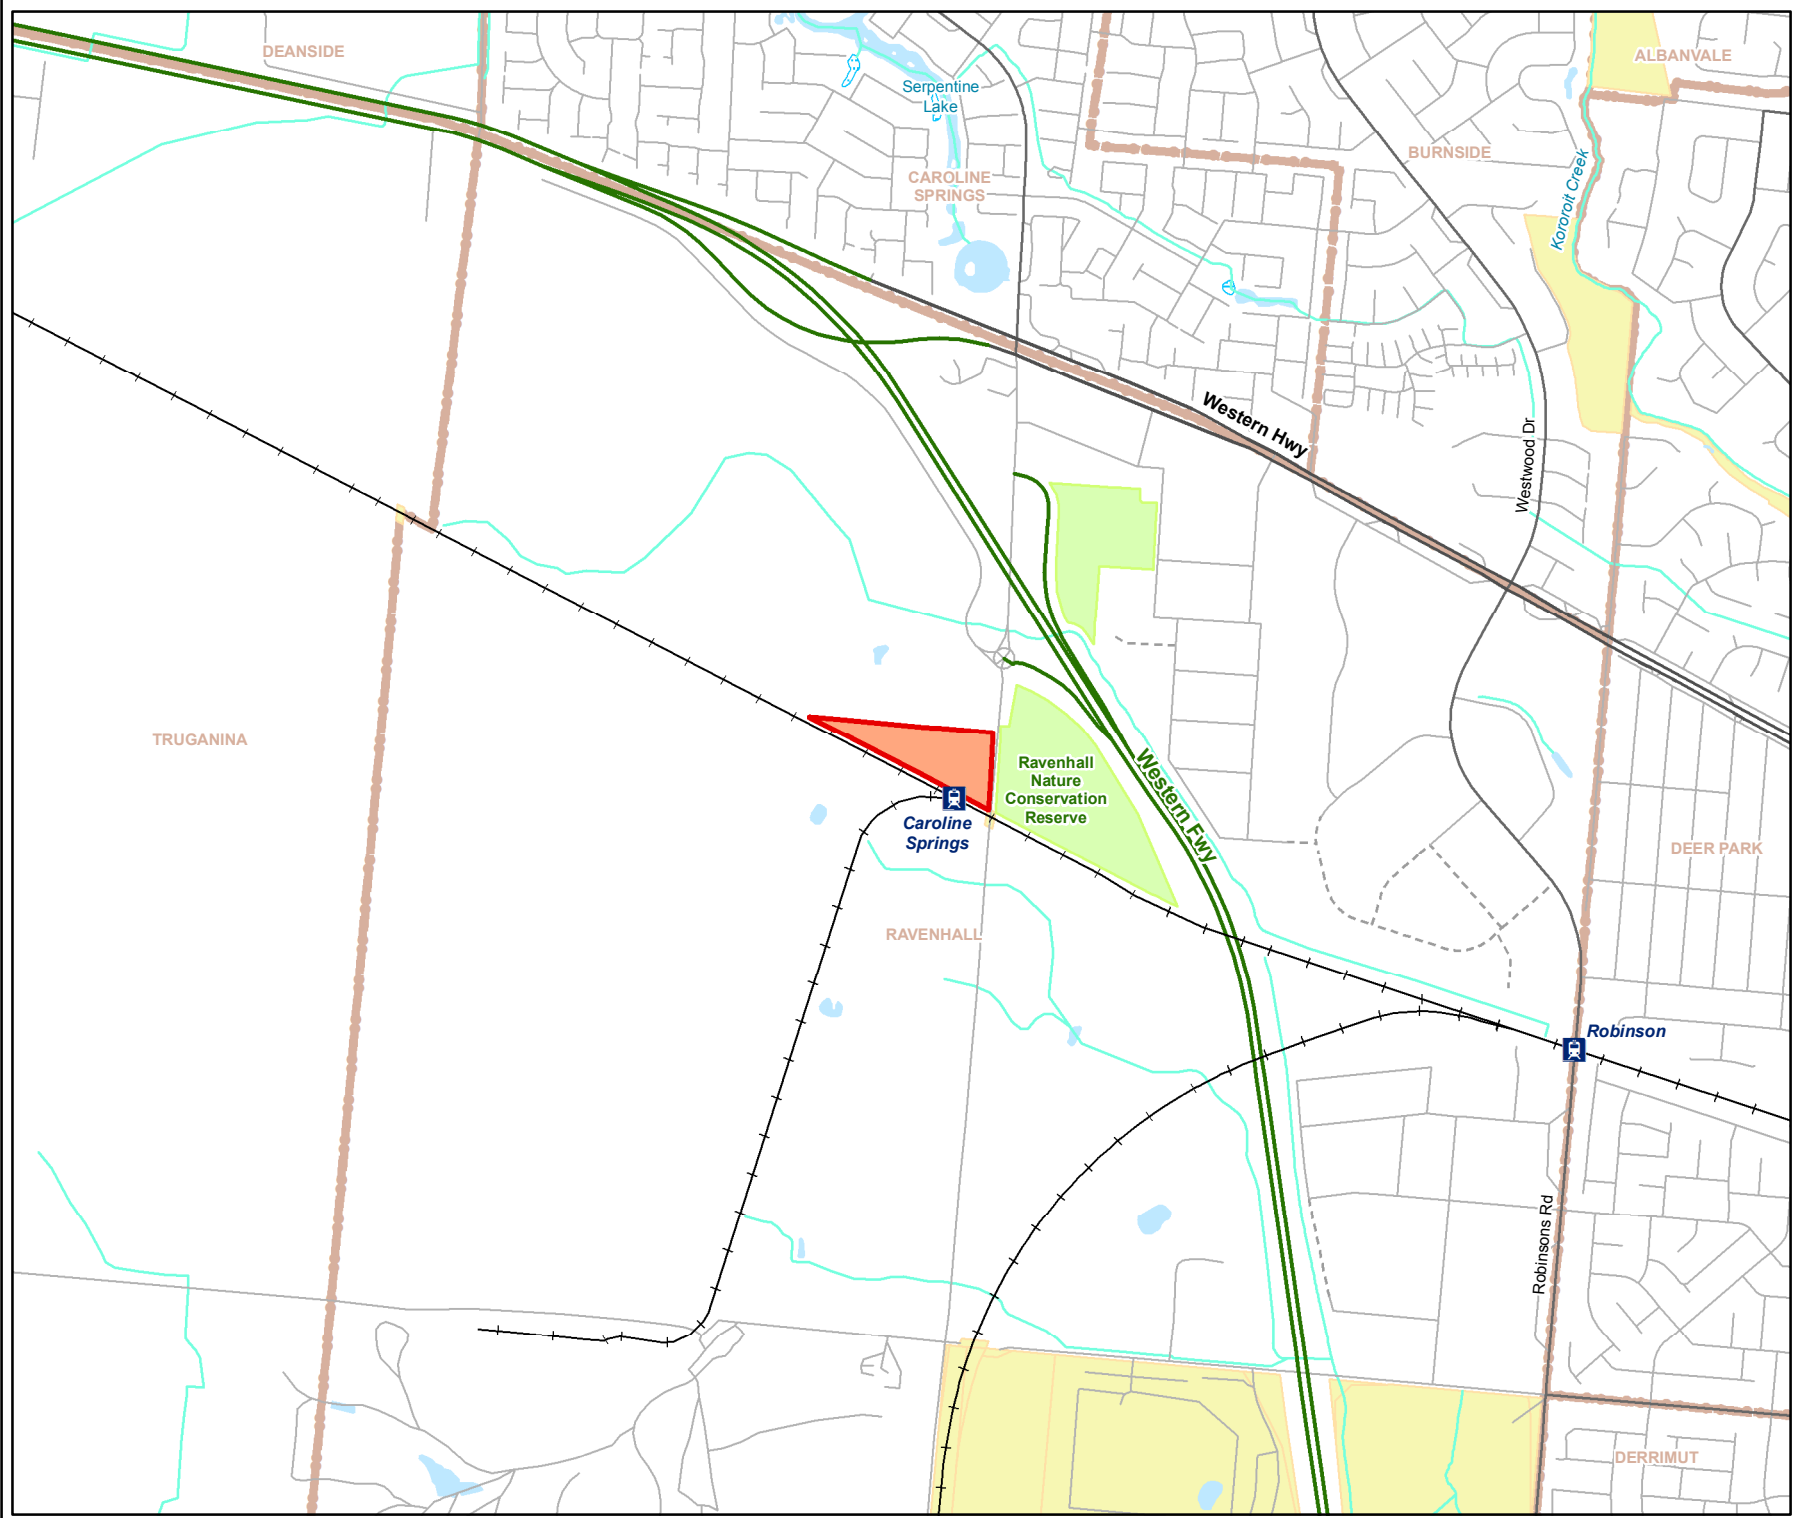 DEANSIDE
ALBANVALE
Serpentine
Lake
BURNSIDE
CAROLINE
SPRINGS
Kororoit Creek
Western Hwy
Westwood Dr
TRUGANINA
Ravenhall
Nature
Conservation
Reserve
Western Fwy
Caroline
Springs
DEER PARK
RAVENHALL
Robinson
Robinsons Rd
DERRIMUT